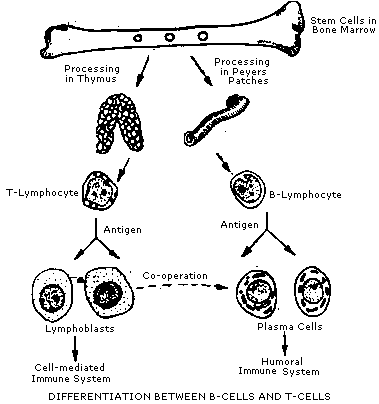 Stem Cells in
Bone Marrow
Processing
in Thymus
Processing
in Peyers
Patches
T-Lymphocyte
B-Lymphocyte
Antigen
Antigen
Co-operation
Lymphoblasts
Plasma Cells
Cell-mediated
Immune System
Humoral
Immune System
DIFFERENTIATION BETWEEN B-CELLS AND T-CELLS